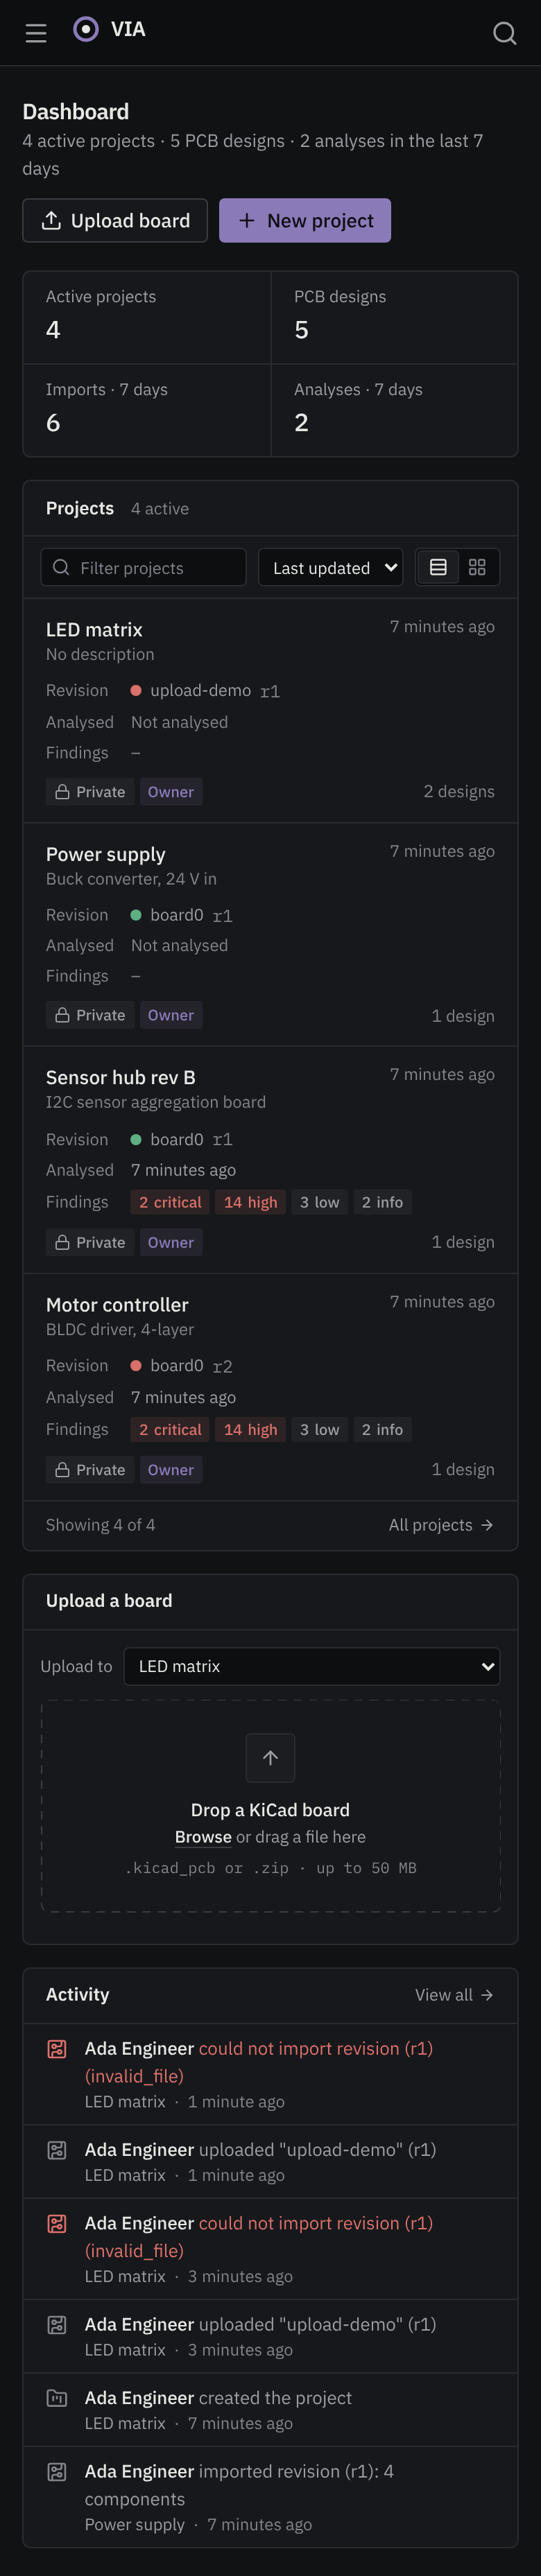 VIA
Dashboard
4 active projects · 5 PCB designs · 2 analyses in the last 7
days
Upload board
New project
Active projects
4
PCB designs
5
Imports · 7 days
6
Analyses · 7 days
2
Projects 4 active
Filter projects
Last updated
LED matrix
7 minutes ago
No description
Revision upload-demo r1
Analysed Not analysed
Findings –
Private Owner 2 designs
Power supply
7 minutes ago
Buck converter, 24 V in
Revision board0 r1
Analysed Not analysed
Findings –
Private Owner 1 design
Sensor hub rev B
7 minutes ago
I2C sensor aggregation board
Revision board0 r1
Analysed 7 minutes ago
Findings 2 critical 14 high 3 low 2 info
Private Owner 1 design
Motor controller
7 minutes ago
BLDC driver, 4-layer
Revision board0 r2
Analysed 7 minutes ago
Findings 2 critical 14 high 3 low 2 info
Private Owner 1 design
Showing 4 of 4
All projects →
Upload a board
Upload to LED matrix
Drop a KiCad board
Browse or drag a file here
.kicad_pcb or .zip · up to 50 MB
Activity
View all →
Ada Engineer could not import revision (r1)
(invalid_file)
LED matrix · 1 minute ago
Ada Engineer uploaded "upload-demo" (r1)
LED matrix · 1 minute ago
Ada Engineer could not import revision (r1)
(invalid_file)
LED matrix · 3 minutes ago
Ada Engineer uploaded "upload-demo" (r1)
LED matrix · 3 minutes ago
Ada Engineer created the project
LED matrix · 7 minutes ago
Ada Engineer imported revision (r1): 4
components
Power supply · 7 minutes ago